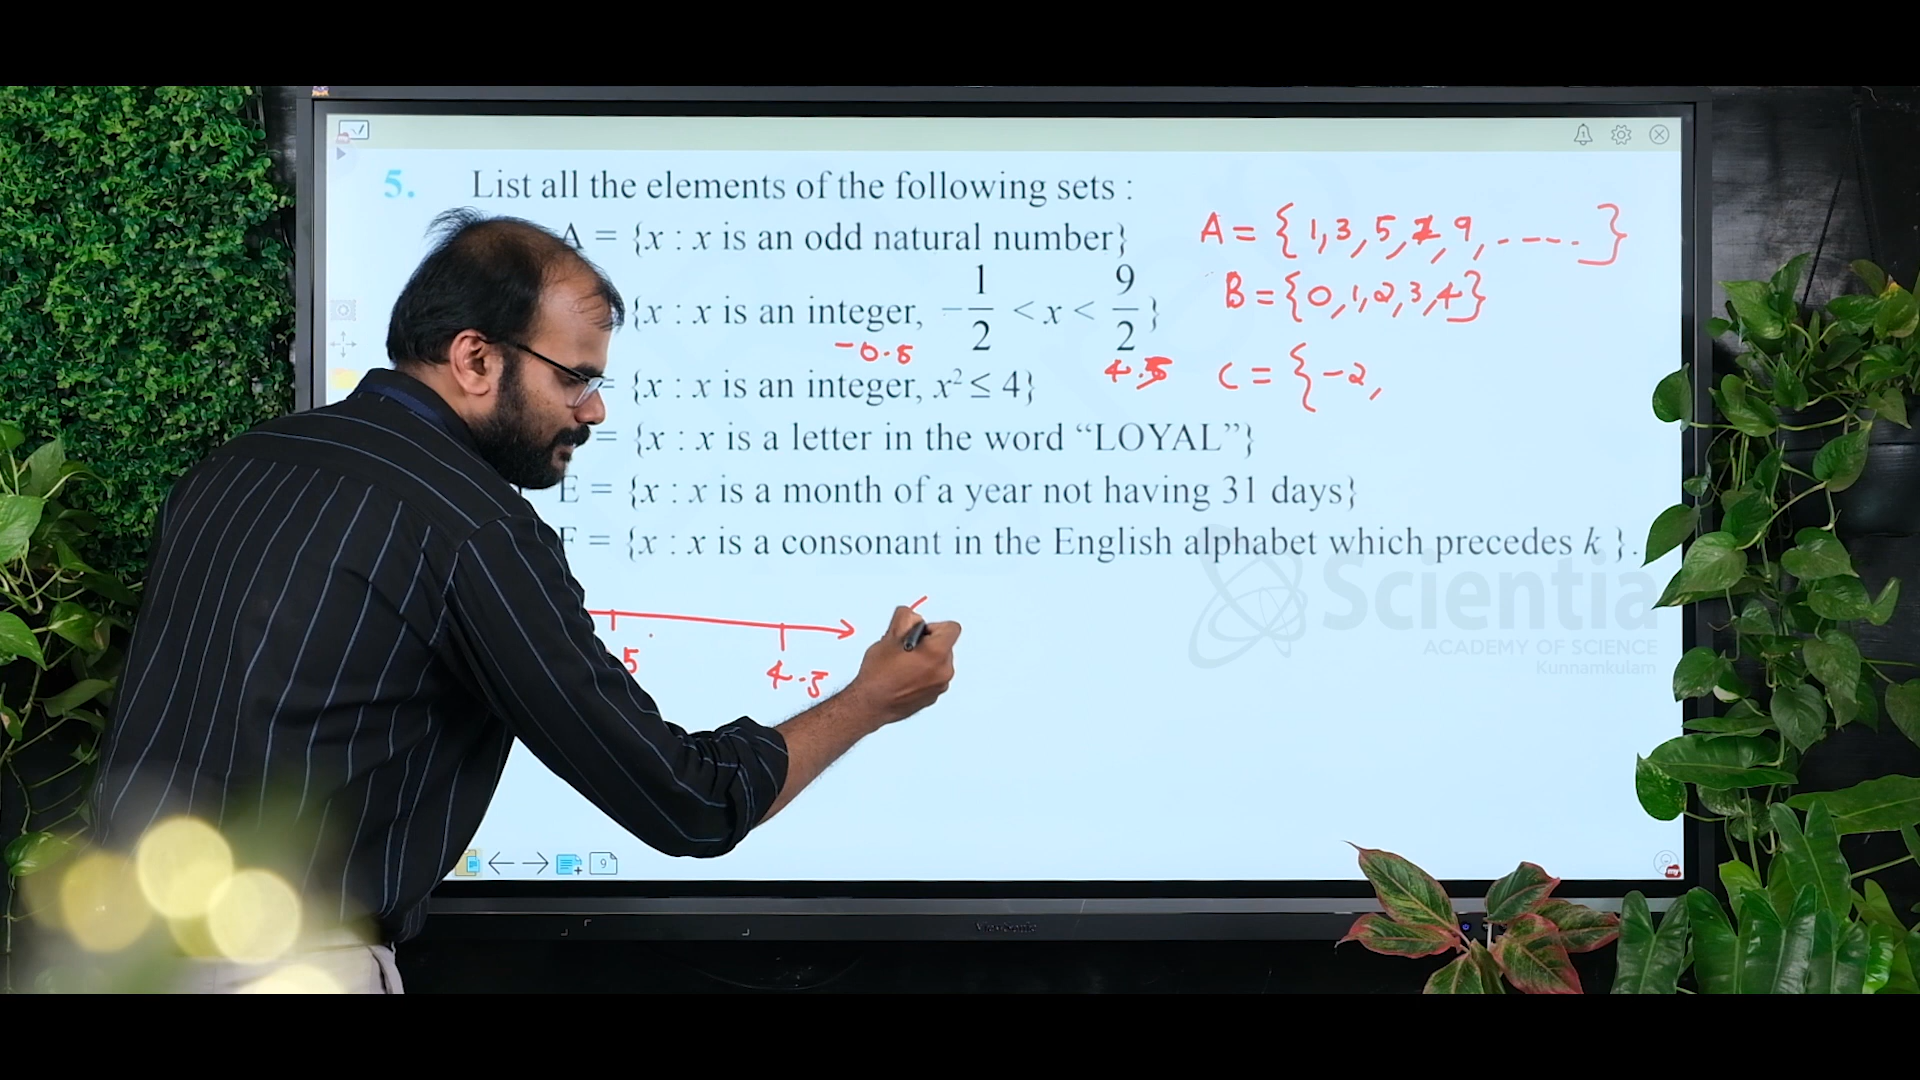 5. List all the elements of the following sets :
A = {x : x is an odd natural number}
A = { 1, 3, 5, 7, 9, ----. }
{x : x is an integer, -1/2 < x < 9/2 }
-0.5
4.5
B = {0, 1, 2, 3, 4}
= {x : x is an integer, x² ≤ 4}
C = { -2,
= {x : x is a letter in the word “LOYAL”}
E = {x : x is a month of a year not having 31 days}
F = {x : x is a consonant in the English alphabet which precedes k }.
5
4.5
Scientia
ACADEMY OF SCIENCE
Kunnamkulam
9
ViewSonic